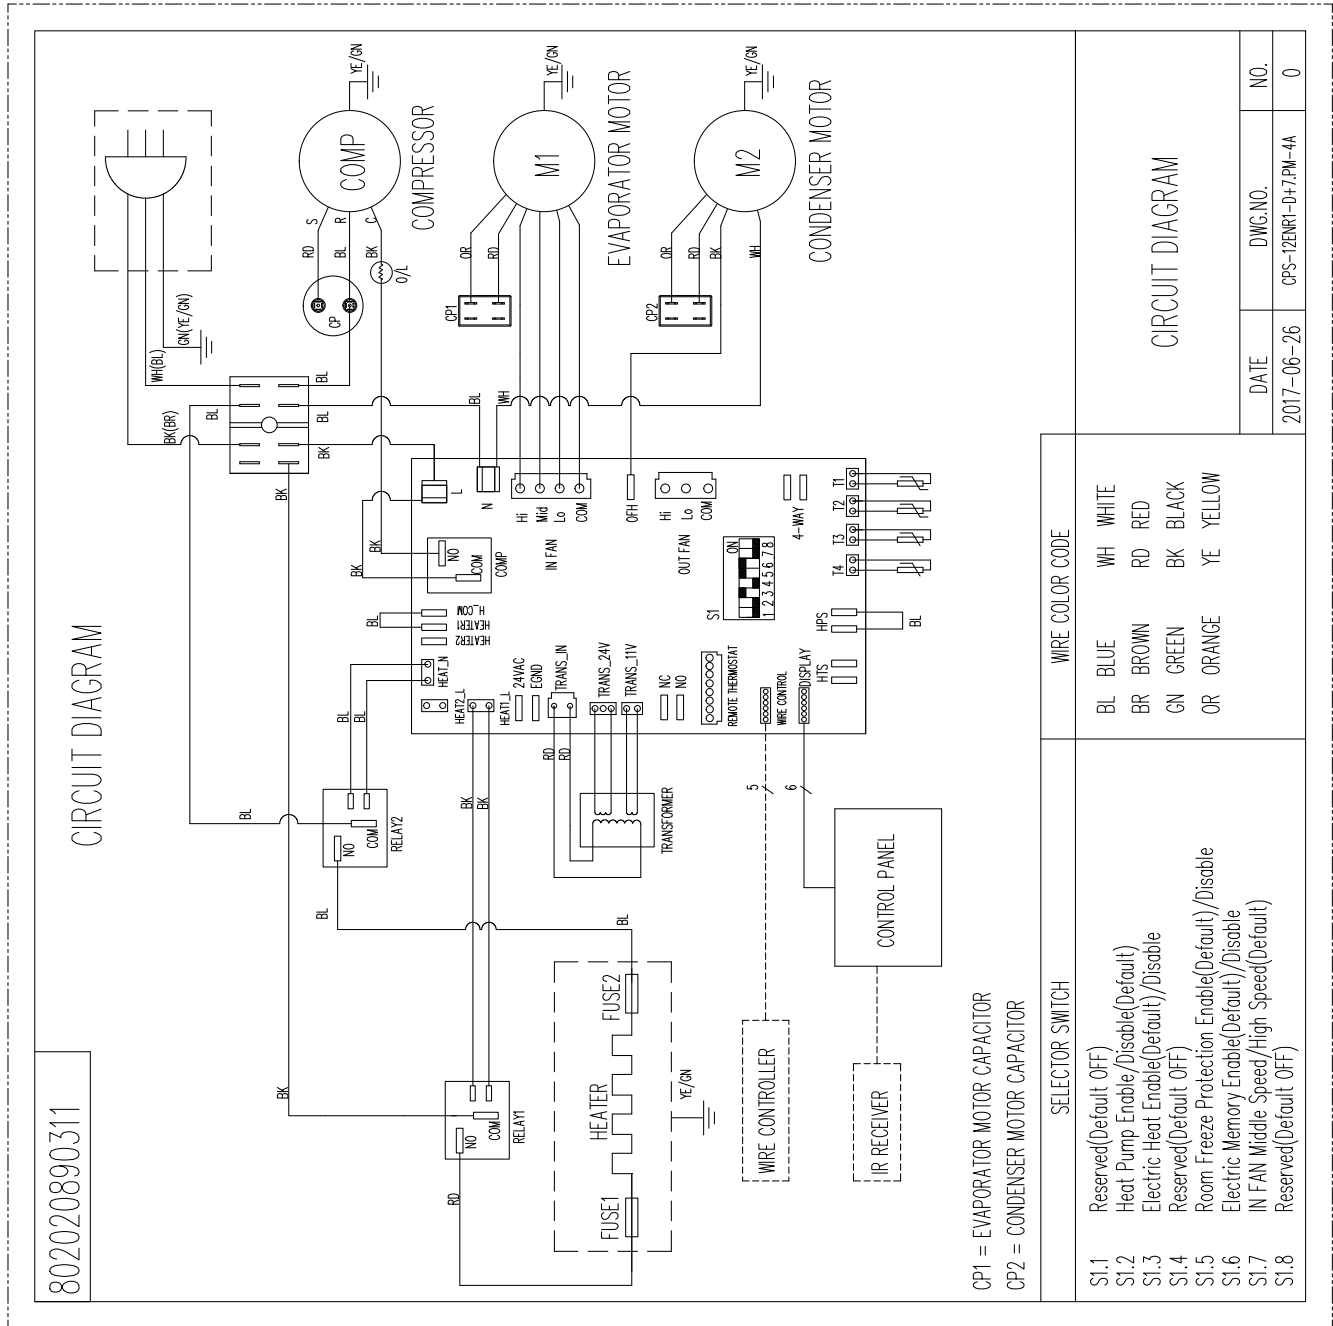 802020890311
CIRCUIT DIAGRAM
BK(BR)
WH(BL)
GN(YE/GN)
BL
BL
BL
BK
BK
BL
BK
CP
RD
BL
BK
S
R
C
O/L
COMP
YE/GN
COMPRESSOR
CP1
OR
RD
M1
YE/GN
EVAPORATOR MOTOR
CP2
OR
RD
BK
WH
M2
YE/GN
CONDENSER MOTOR
BL
WH
L
N
BK
BK
NO
COM
COMP
Hi
Mid
Lo
COM
IN FAN
OFH
Hi
Lo
COM
OUT FAN
4-WAY
T1
T2
T3
T4
S1
ON
1 2 3 4 5 6 7 8
BL
H_COM
HEATER1
HEATER2
HEAT_N
HEAT2_L
HEAT1_L
24VAC
EGND
TRANS_IN
TRANS_24V
TRANS_11V
NC
NO
REMOTE THERMOSTAT
WIRE CONTROL
DISPLAY
HTS
HPS
BL
BL
BL
BL
NO
COM
RELAY2
BK
BK
RD
RD
TRANSFORMER
5
6
BL
BL
BK
NO
COM
RELAY1
RD
HEATER
FUSE1
FUSE2
YE/GN
WIRE CONTROLLER
CONTROL PANEL
IR RECEIVER
CP1 = EVAPORATOR MOTOR CAPACITOR
CP2 = CONDENSER MOTOR CAPACITOR
SELECTOR SWITCH
S1.1 Reserved(Default OFF)
S1.2 Heat Pump Enable/Disable(Default)
S1.3 Electric Heat Enable(Default)/Disable
S1.4 Reserved(Default OFF)
S1.5 Room Freeze Protection Enable(Default)/Disable
S1.6 Electric Memory Enable(Default)/Disable
S1.7 IN FAN Middle Speed/High Speed(Default)
S1.8 Reserved(Default OFF)
WIRE COLOR CODE
BL BLUE WH WHITE
BR BROWN RD RED
GN GREEN BK BLACK
OR ORANGE YE YELLOW
CIRCUIT DIAGRAM
DATE DWG.NO. NO.
2017-06-26 CPS-12ENR1-D+7.PM-4A 0